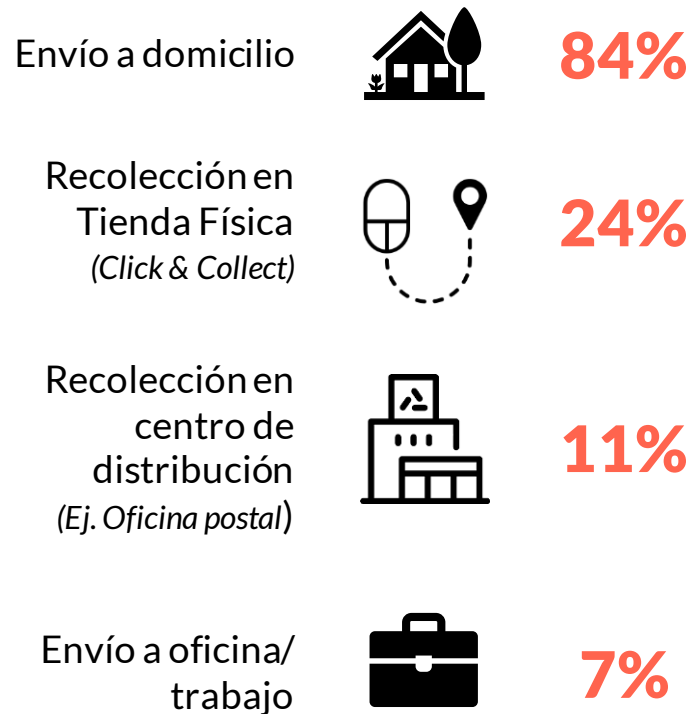 Envío a domicilio
84%
Recolección en
Tienda Física
(Click & Collect)
24%
Recolección en
centro de
distribución
(Ej. Oficina postal)
11%
Envío a oficina/
trabajo
7%